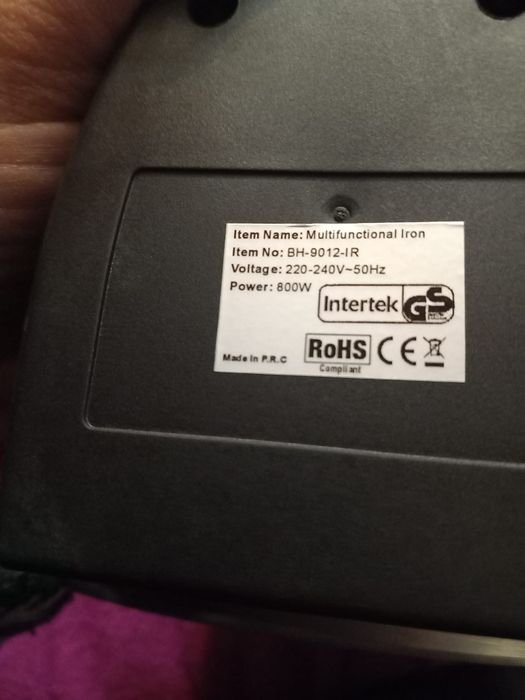 Item Name: Multifunctional Iron
Item No: BH-9012-IR
Voltage: 220-240V~50Hz
Power: 800W
Intertek GS
RoHS
Compliant
CE
Made in P.R.C